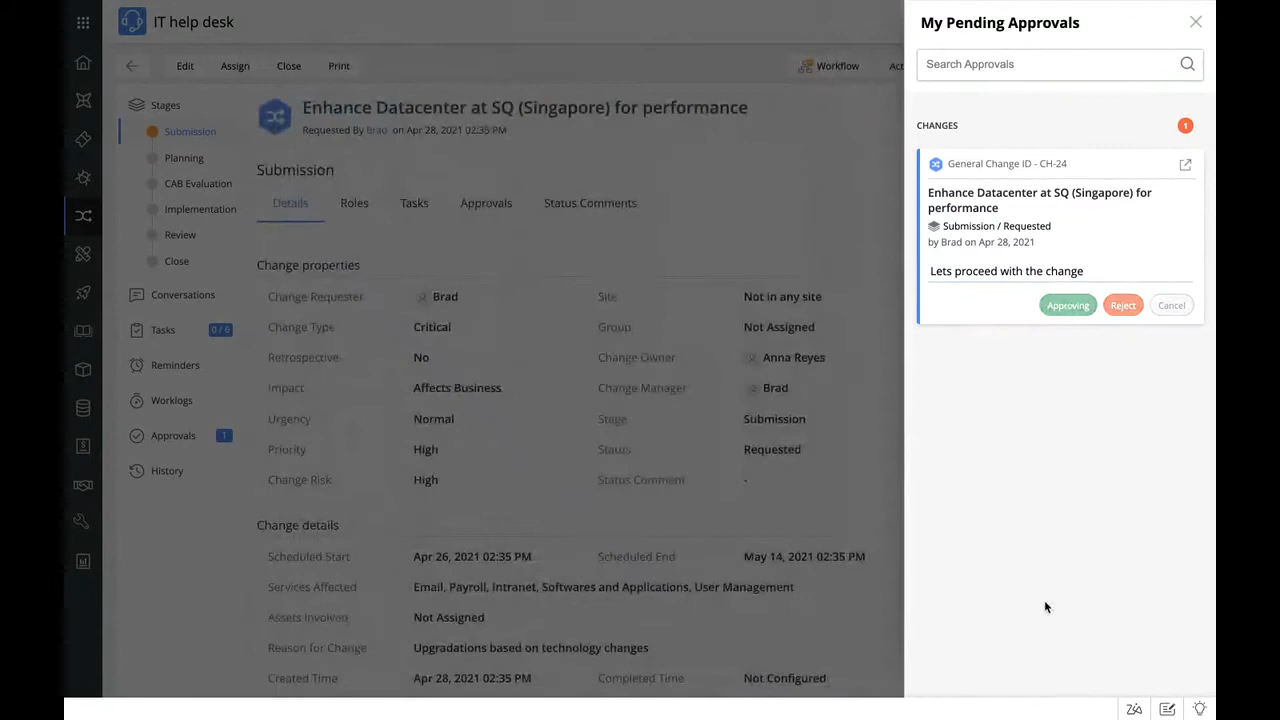 IT help desk
Edit Assign Close Print Workflow Act
Stages
Submission
Planning
CAB Evaluation
Implementation
Review
Close
Conversations
Tasks 0 / 6
Reminders
Worklogs
Approvals 1
History
Enhance Datacenter at SQ (Singapore) for performance
Requested By Brad on Apr 28, 2021 02:35 PM
Submission
Details Roles Tasks Approvals Status Comments
Change properties
Change Requester Brad Site Not in any site
Change Type Critical Group Not Assigned
Retrospective No Change Owner Anna Reyes
Impact Affects Business Change Manager Brad
Urgency Normal Stage Submission
Priority High Status Requested
Change Risk High Status Comment -
Change details
Scheduled Start Apr 26, 2021 02:35 PM Scheduled End May 14, 2021 02:35 PM
Services Affected Email, Payroll, Intranet, Softwares and Applications, User Management
Assets Involved Not Assigned
Reason for Change Upgradations based on technology changes
Created Time Apr 28, 2021 02:35 PM Completed Time Not Configured
My Pending Approvals
Search Approvals
CHANGES 1
General Change ID - CH-24
Enhance Datacenter at SQ (Singapore) for
performance
Submission / Requested
by Brad on Apr 28, 2021
Lets proceed with the change
Approving Reject Cancel